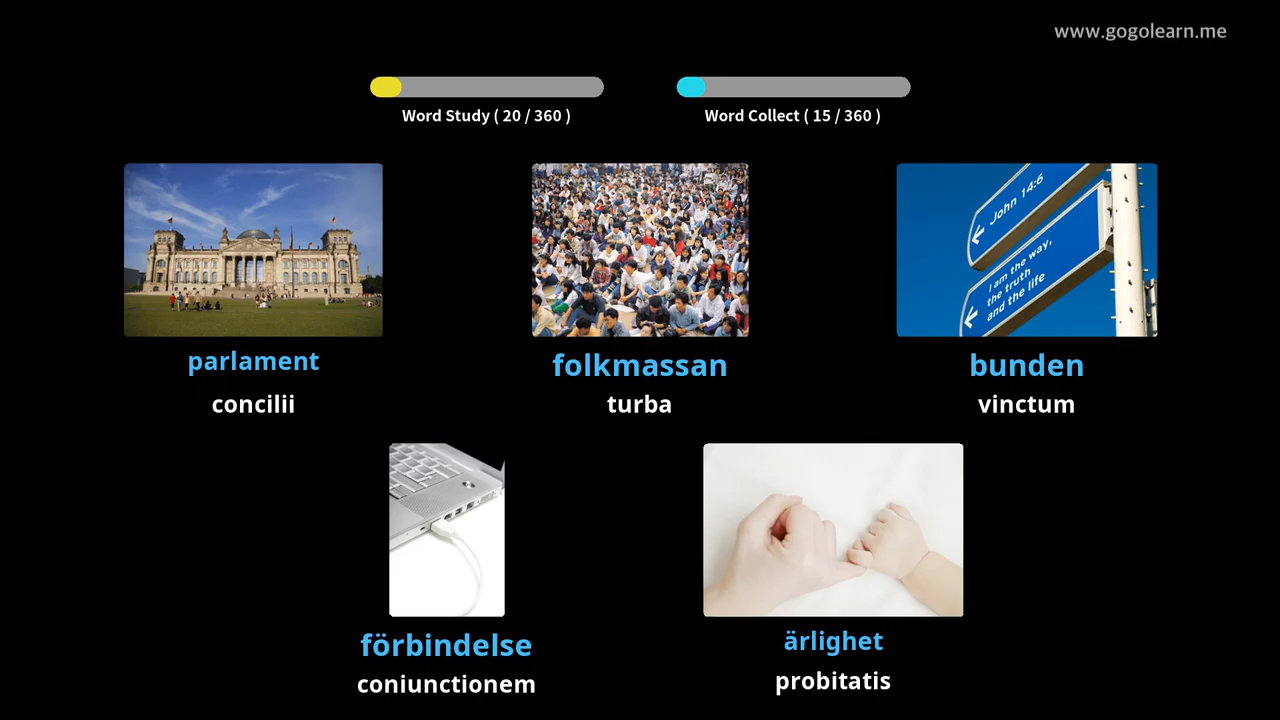 www.gogolearn.me
Word Study ( 20 / 360 )
Word Collect ( 15 / 360 )
John 14:6
I am the way,
the truth
and the life
parlament
concilii
folkmassan
turba
bunden
vinctum
förbindelse
coniunctionem
ärlighet
probitatis